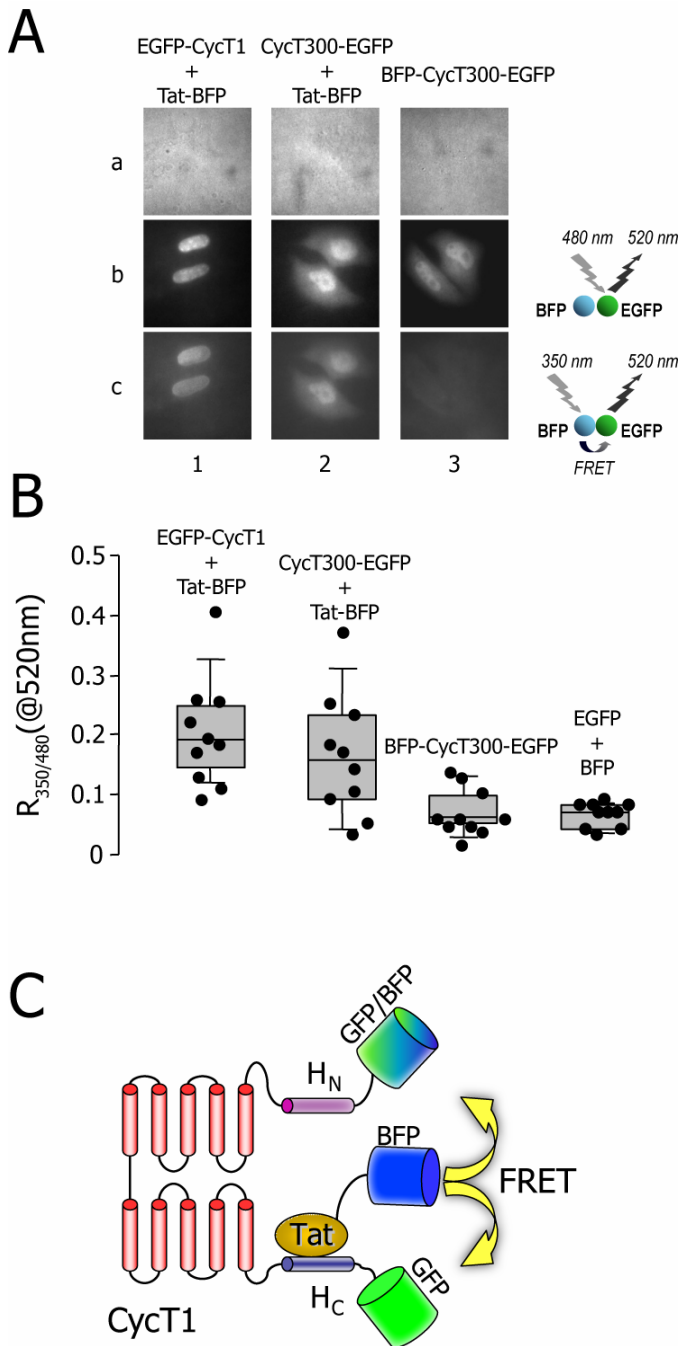 A
EGFP-CycT1
+
Tat-BFP
CycT300-EGFP
+
Tat-BFP
BFP-CycT300-EGFP
a
b
c
480 nm
520 nm
BFP
EGFP
350 nm
520 nm
BFP
EGFP
FRET
1
2
3
B
R350/480(@520nm)
0.5
0.4
0.3
0.2
0.1
0
EGFP-CycT1
+
Tat-BFP
CycT300-EGFP
+
Tat-BFP
BFP-CycT300-EGFP
EGFP
+
BFP
C
GFP/BFP
HN
BFP
FRET
Tat
HC
GFP
CycT1